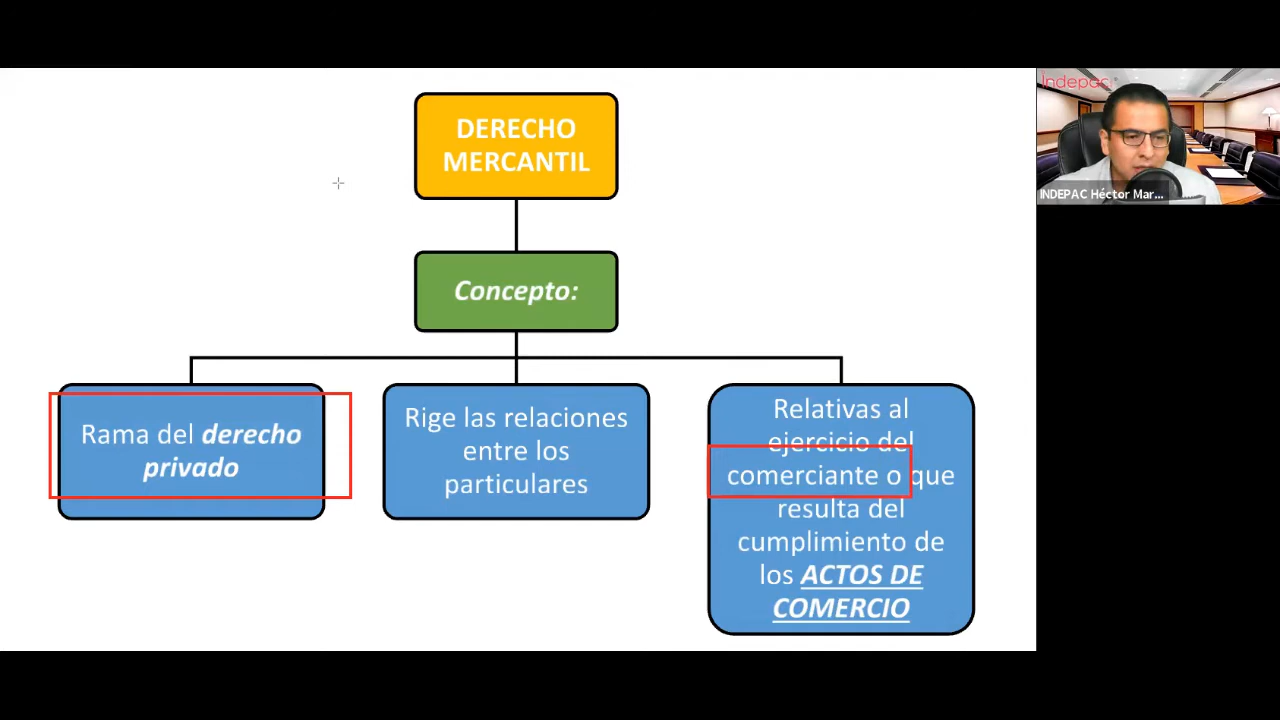 DERECHO
MERCANTIL
Concepto:
Rama del derecho
privado
Rige las relaciones
entre los
particulares
Relativas al
ejercicio del
comerciante o que
resulta del
cumplimiento de
los ACTOS DE
COMERCIO
Indepac
INDEPAC Héctor Mar...